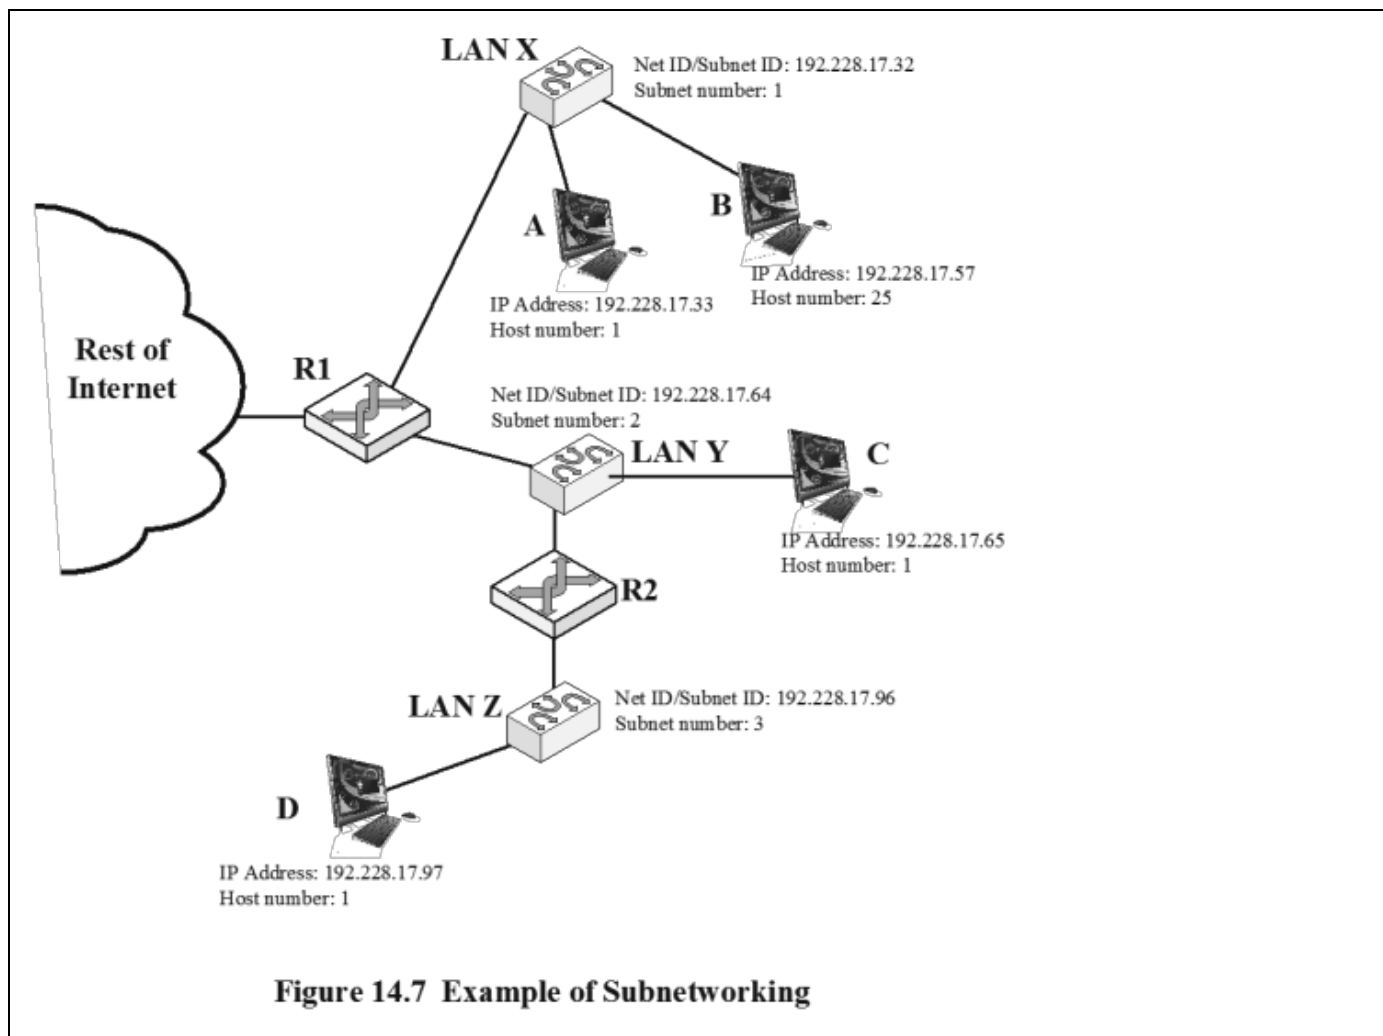 LAN X
Net ID/Subnet ID: 192.228.17.32
Subnet number: 1
A
B
IP Address: 192.228.17.57
Host number: 25
IP Address: 192.228.17.33
Host number: 1
Rest of
Internet
R1
Net ID/Subnet ID: 192.228.17.64
Subnet number: 2
LAN Y
C
IP Address: 192.228.17.65
Host number: 1
R2
LAN Z
Net ID/Subnet ID: 192.228.17.96
Subnet number: 3
D
IP Address: 192.228.17.97
Host number: 1
Figure 14.7 Example of Subnetworking